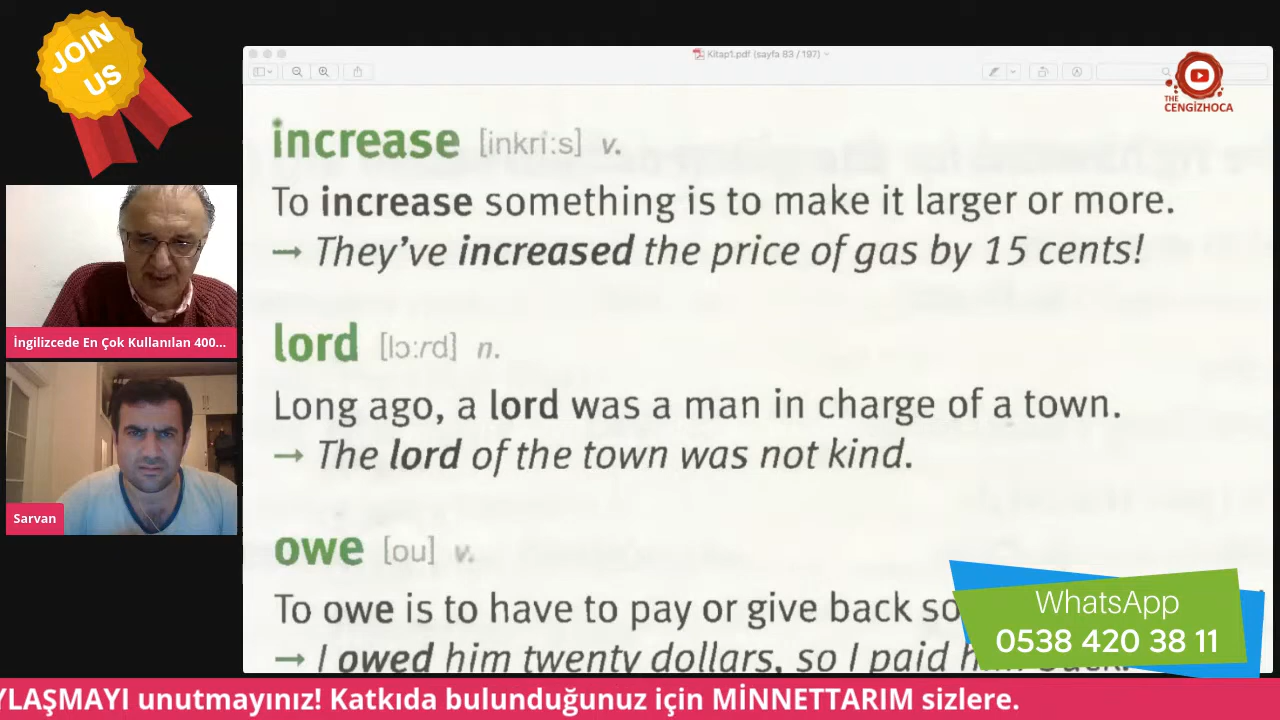 JOIN
US
Kitap1.pdf (sayfa 83 / 197)
THE
CENGİZHOCA
increase [inkri:s] v.
To increase something is to make it larger or more.
→ They've increased the price of gas by 15 cents!
lord [lɔ:rd] n.
Long ago, a lord was a man in charge of a town.
→ The lord of the town was not kind.
owe [ou] v.
To owe is to have to pay or give back so
→ I owed him twenty dollars, so I paid him back.
İngilizcede En Çok Kullanılan 400...
Sarvan
WhatsApp
0538 420 38 11
YLAŞMAYI unutmayınız! Katkıda bulunduğunuz için MİNNETTARIM sizlere.